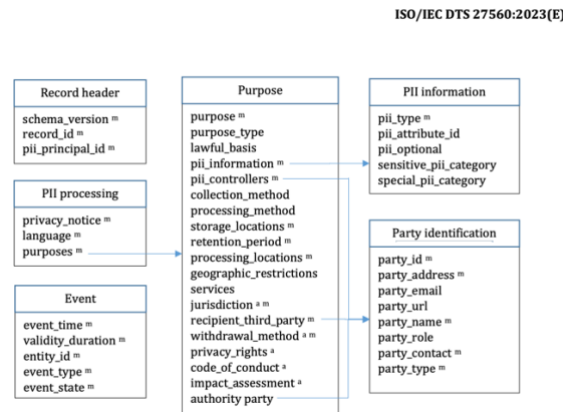 ISO/IEC DTS 27560:2023(E)
Record header
schema_version m
record_id m
pii_principal_id m
PII processing
privacy_notice m
language m
purposes m
Event
event_time m
validity_duration m
entity_id m
event_type m
event_state m
Purpose
purpose m
purpose_type
lawful_basis
pii_information m
pii_controllers m
collection_method
processing_method
storage_locations m
retention_period m
processing_locations m
geographic_restrictions
services
jurisdiction a m
recipient_third_party m
withdrawal_method a m
privacy_rights a
code_of_conduct a
impact_assessment a
authority party
PII information
pii_type m
pii_attribute_id
pii_optional
sensitive_pii_category
special_pii_category
Party identification
party_id m
party_address m
party_email
party_url
party_name m
party_role
party_contact m
party_type m